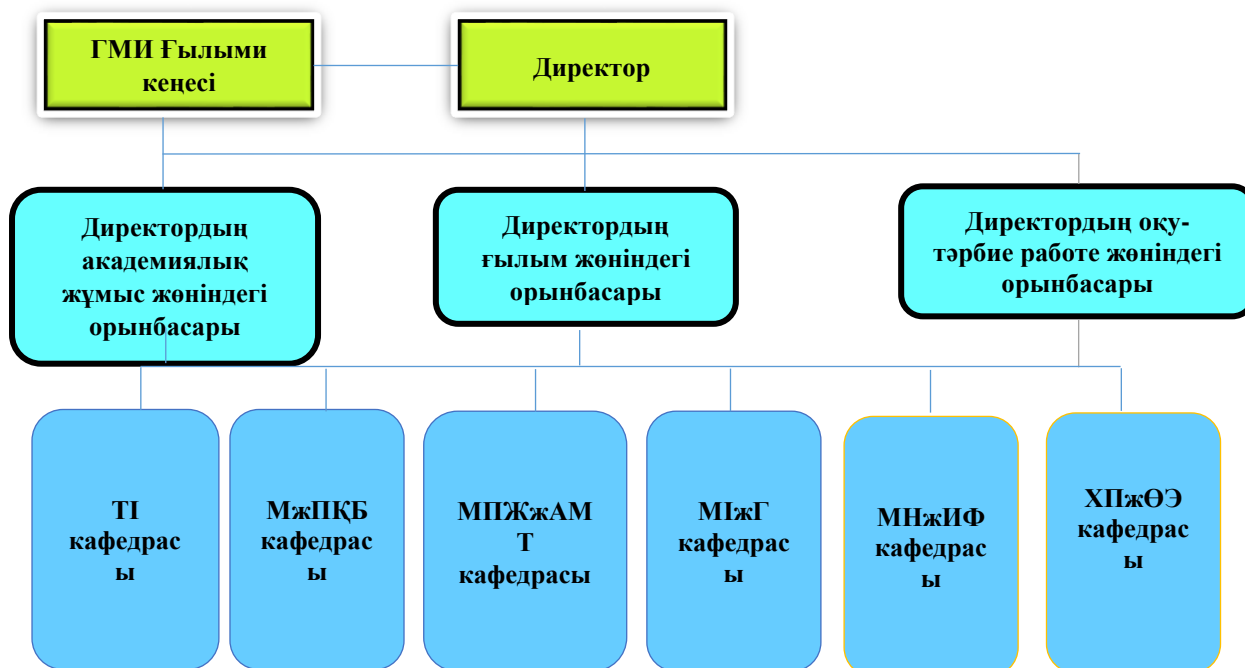 ГМИ Ғылыми
кеңесі
Директор
Директордың
академиялық
жұмыс жөніндегі
орынбасары
Директордың
ғылым жөніндегі
орынбасары
Директордың оқу-
тәрбие работе жөніндегі
орынбасары
ТІ
кафедрас
ы
МжПҚБ
кафедрас
ы
МПЖжАМ
Т
кафедрасы
МІжГ
кафедрас
ы
МНжИФ
кафедрас
ы
ХПжӨЭ
кафедрас
ы